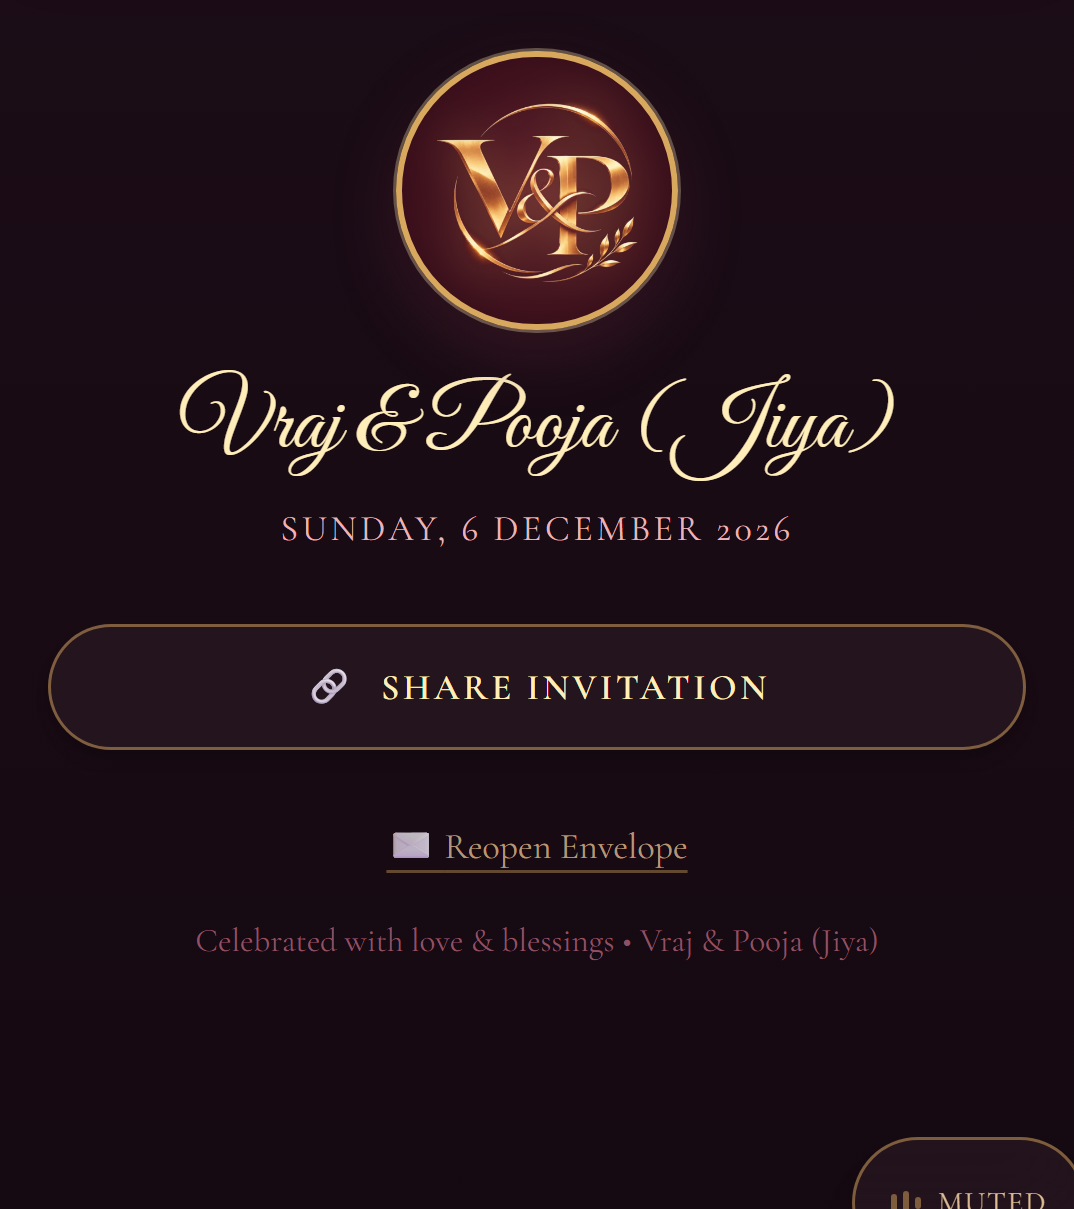 V&P
Vraj & Pooja (Jiya)
SUNDAY, 6 DECEMBER 2026
SHARE INVITATION
Reopen Envelope
Celebrated with love & blessings • Vraj & Pooja (Jiya)
MUTED